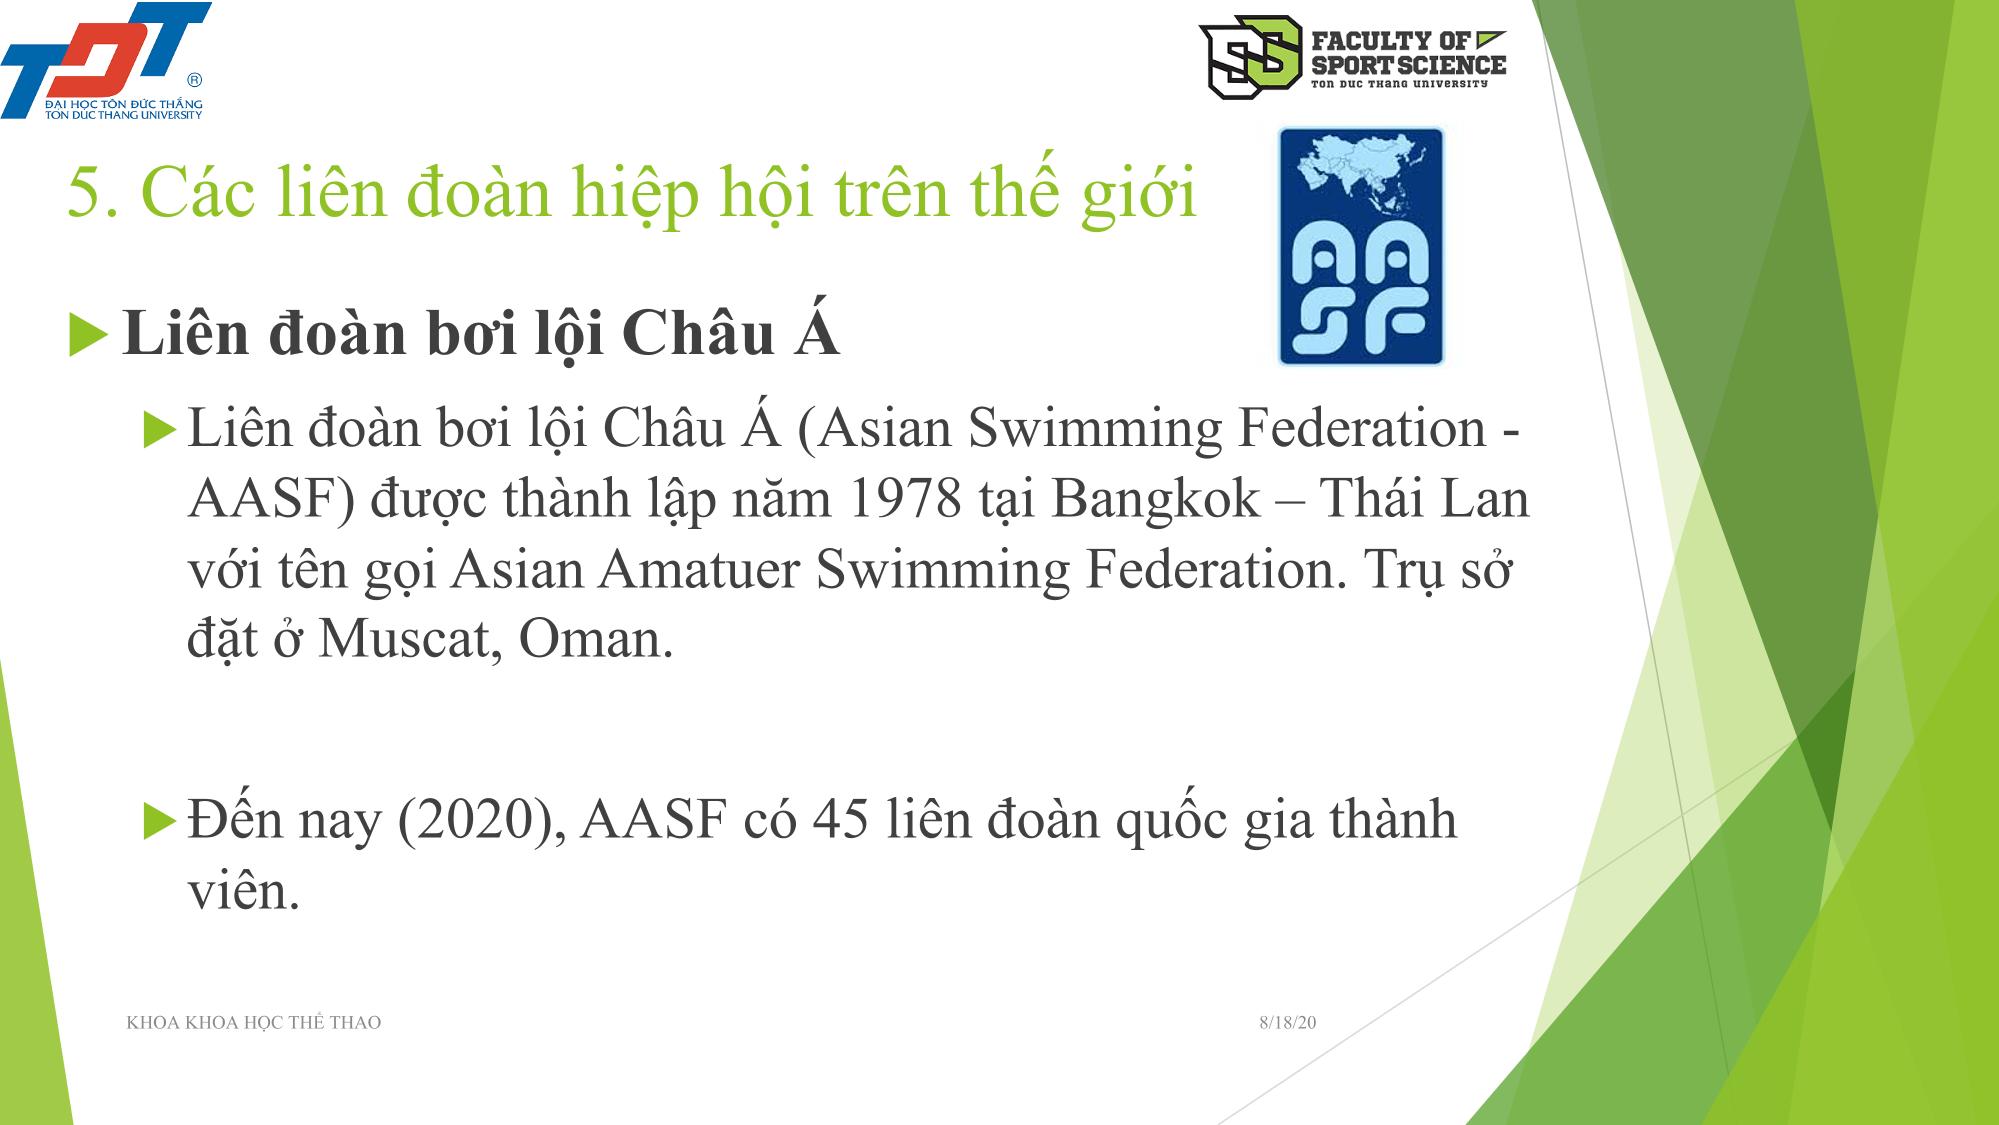 TDT
®
ĐẠI HỌC TÔN ĐỨC THẮNG
TON DUC THANG UNIVERSITY
SS
FACULTY OF
SPORT SCIENCE
TON DUC THANG UNIVERSITY
5. Các liên đoàn hiệp hội trên thế giới
AA
SF
Liên đoàn bơi lội Châu Á
Liên đoàn bơi lội Châu Á (Asian Swimming Federation -
AASF) được thành lập năm 1978 tại Bangkok – Thái Lan
với tên gọi Asian Amatuer Swimming Federation. Trụ sở
đặt ở Muscat, Oman.
Đến nay (2020), AASF có 45 liên đoàn quốc gia thành
viên.
KHOA KHOA HỌC THỂ THAO
8/18/20